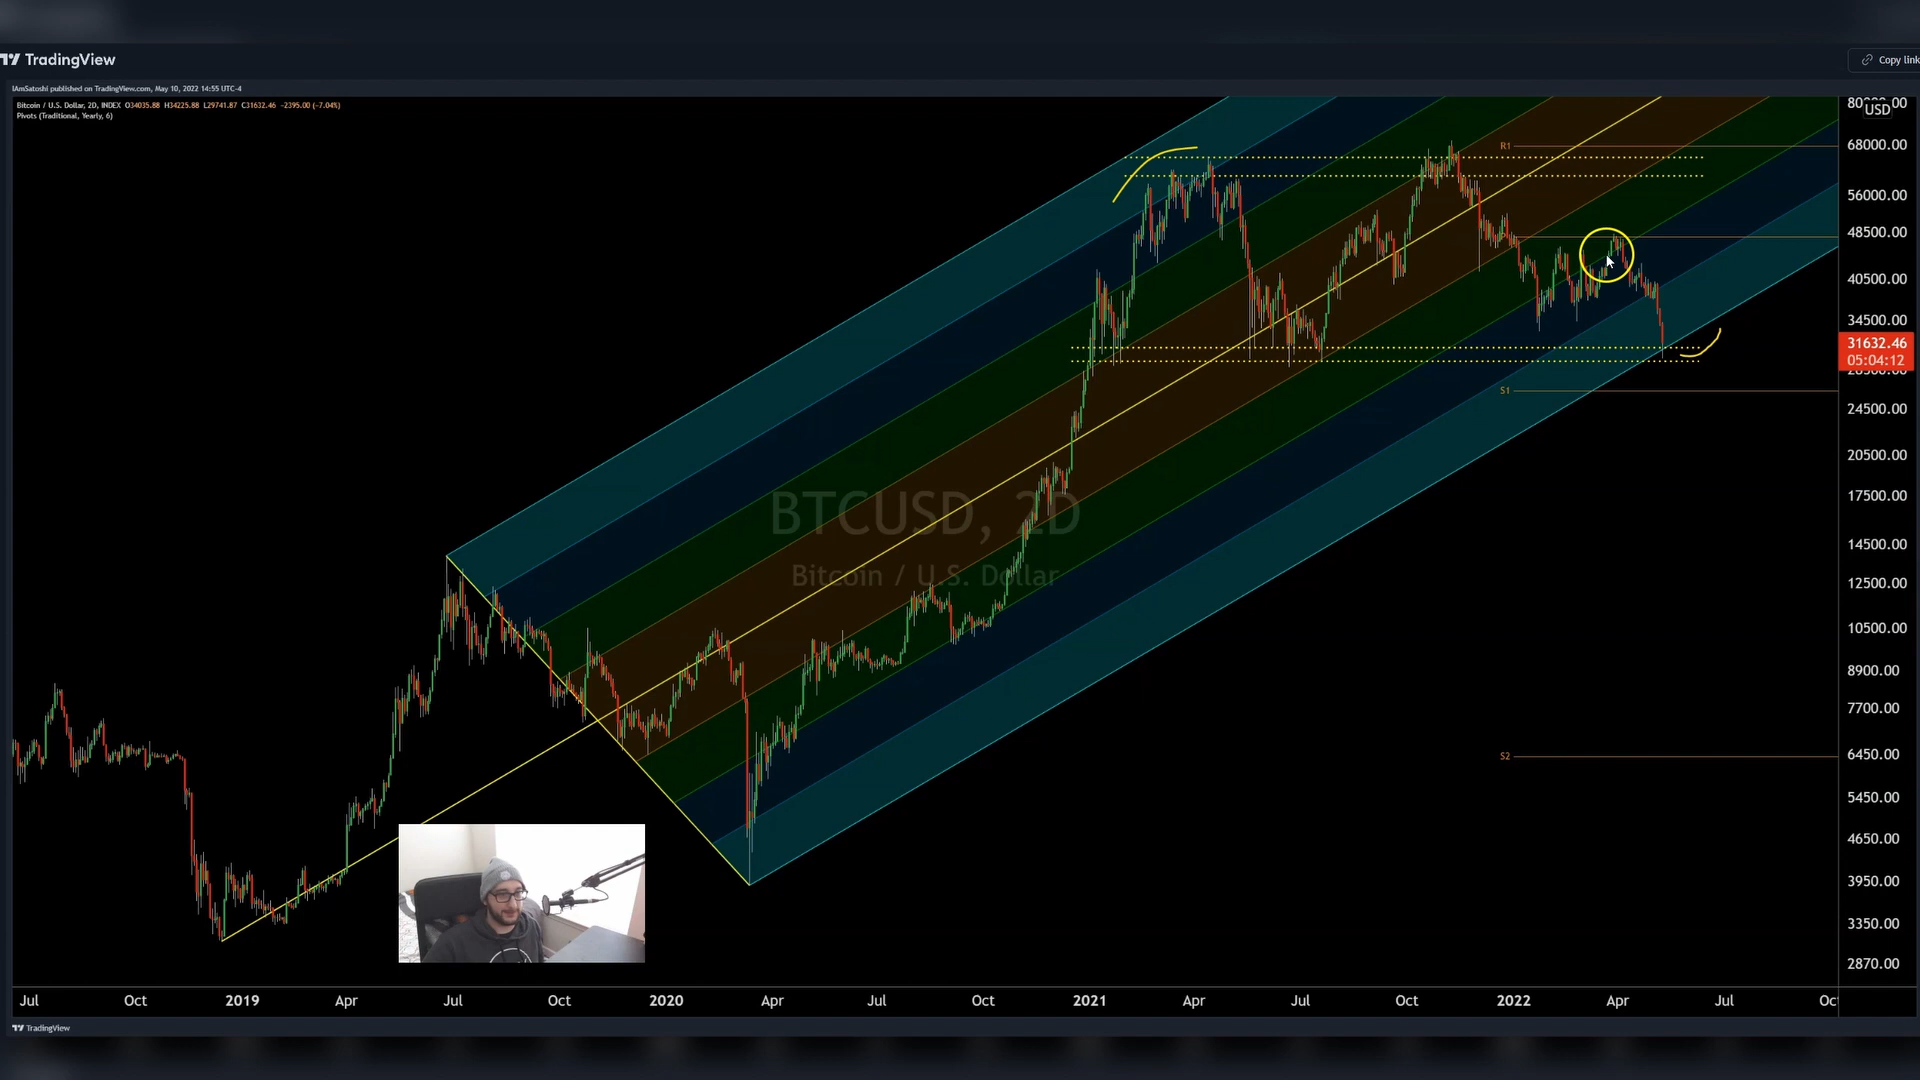 TradingView
Copy link
IAmSatoshi published on TradingView.com, May 10, 2022 14:55 UTC-4
Bitcoin / U.S. Dollar, 2D, INDEX O34035.88 H34225.88 L29741.87 C31632.46 −2395.00 (−7.04%)
Pivots (Traditional, Yearly, 6)
USD
R1
68000.00
56000.00
48500.00
40500.00
34500.00
31632.46
05:04:12
S1
24500.00
20500.00
17500.00
BTCUSD, 2D
14500.00
Bitcoin / U.S. Dollar
12500.00
10500.00
8900.00
7700.00
S2
6450.00
5450.00
4650.00
3950.00
3350.00
2870.00
Jul Oct 2019 Apr Jul Oct 2020 Apr Jul Oct 2021 Apr Jul Oct 2022 Apr Jul
TradingView